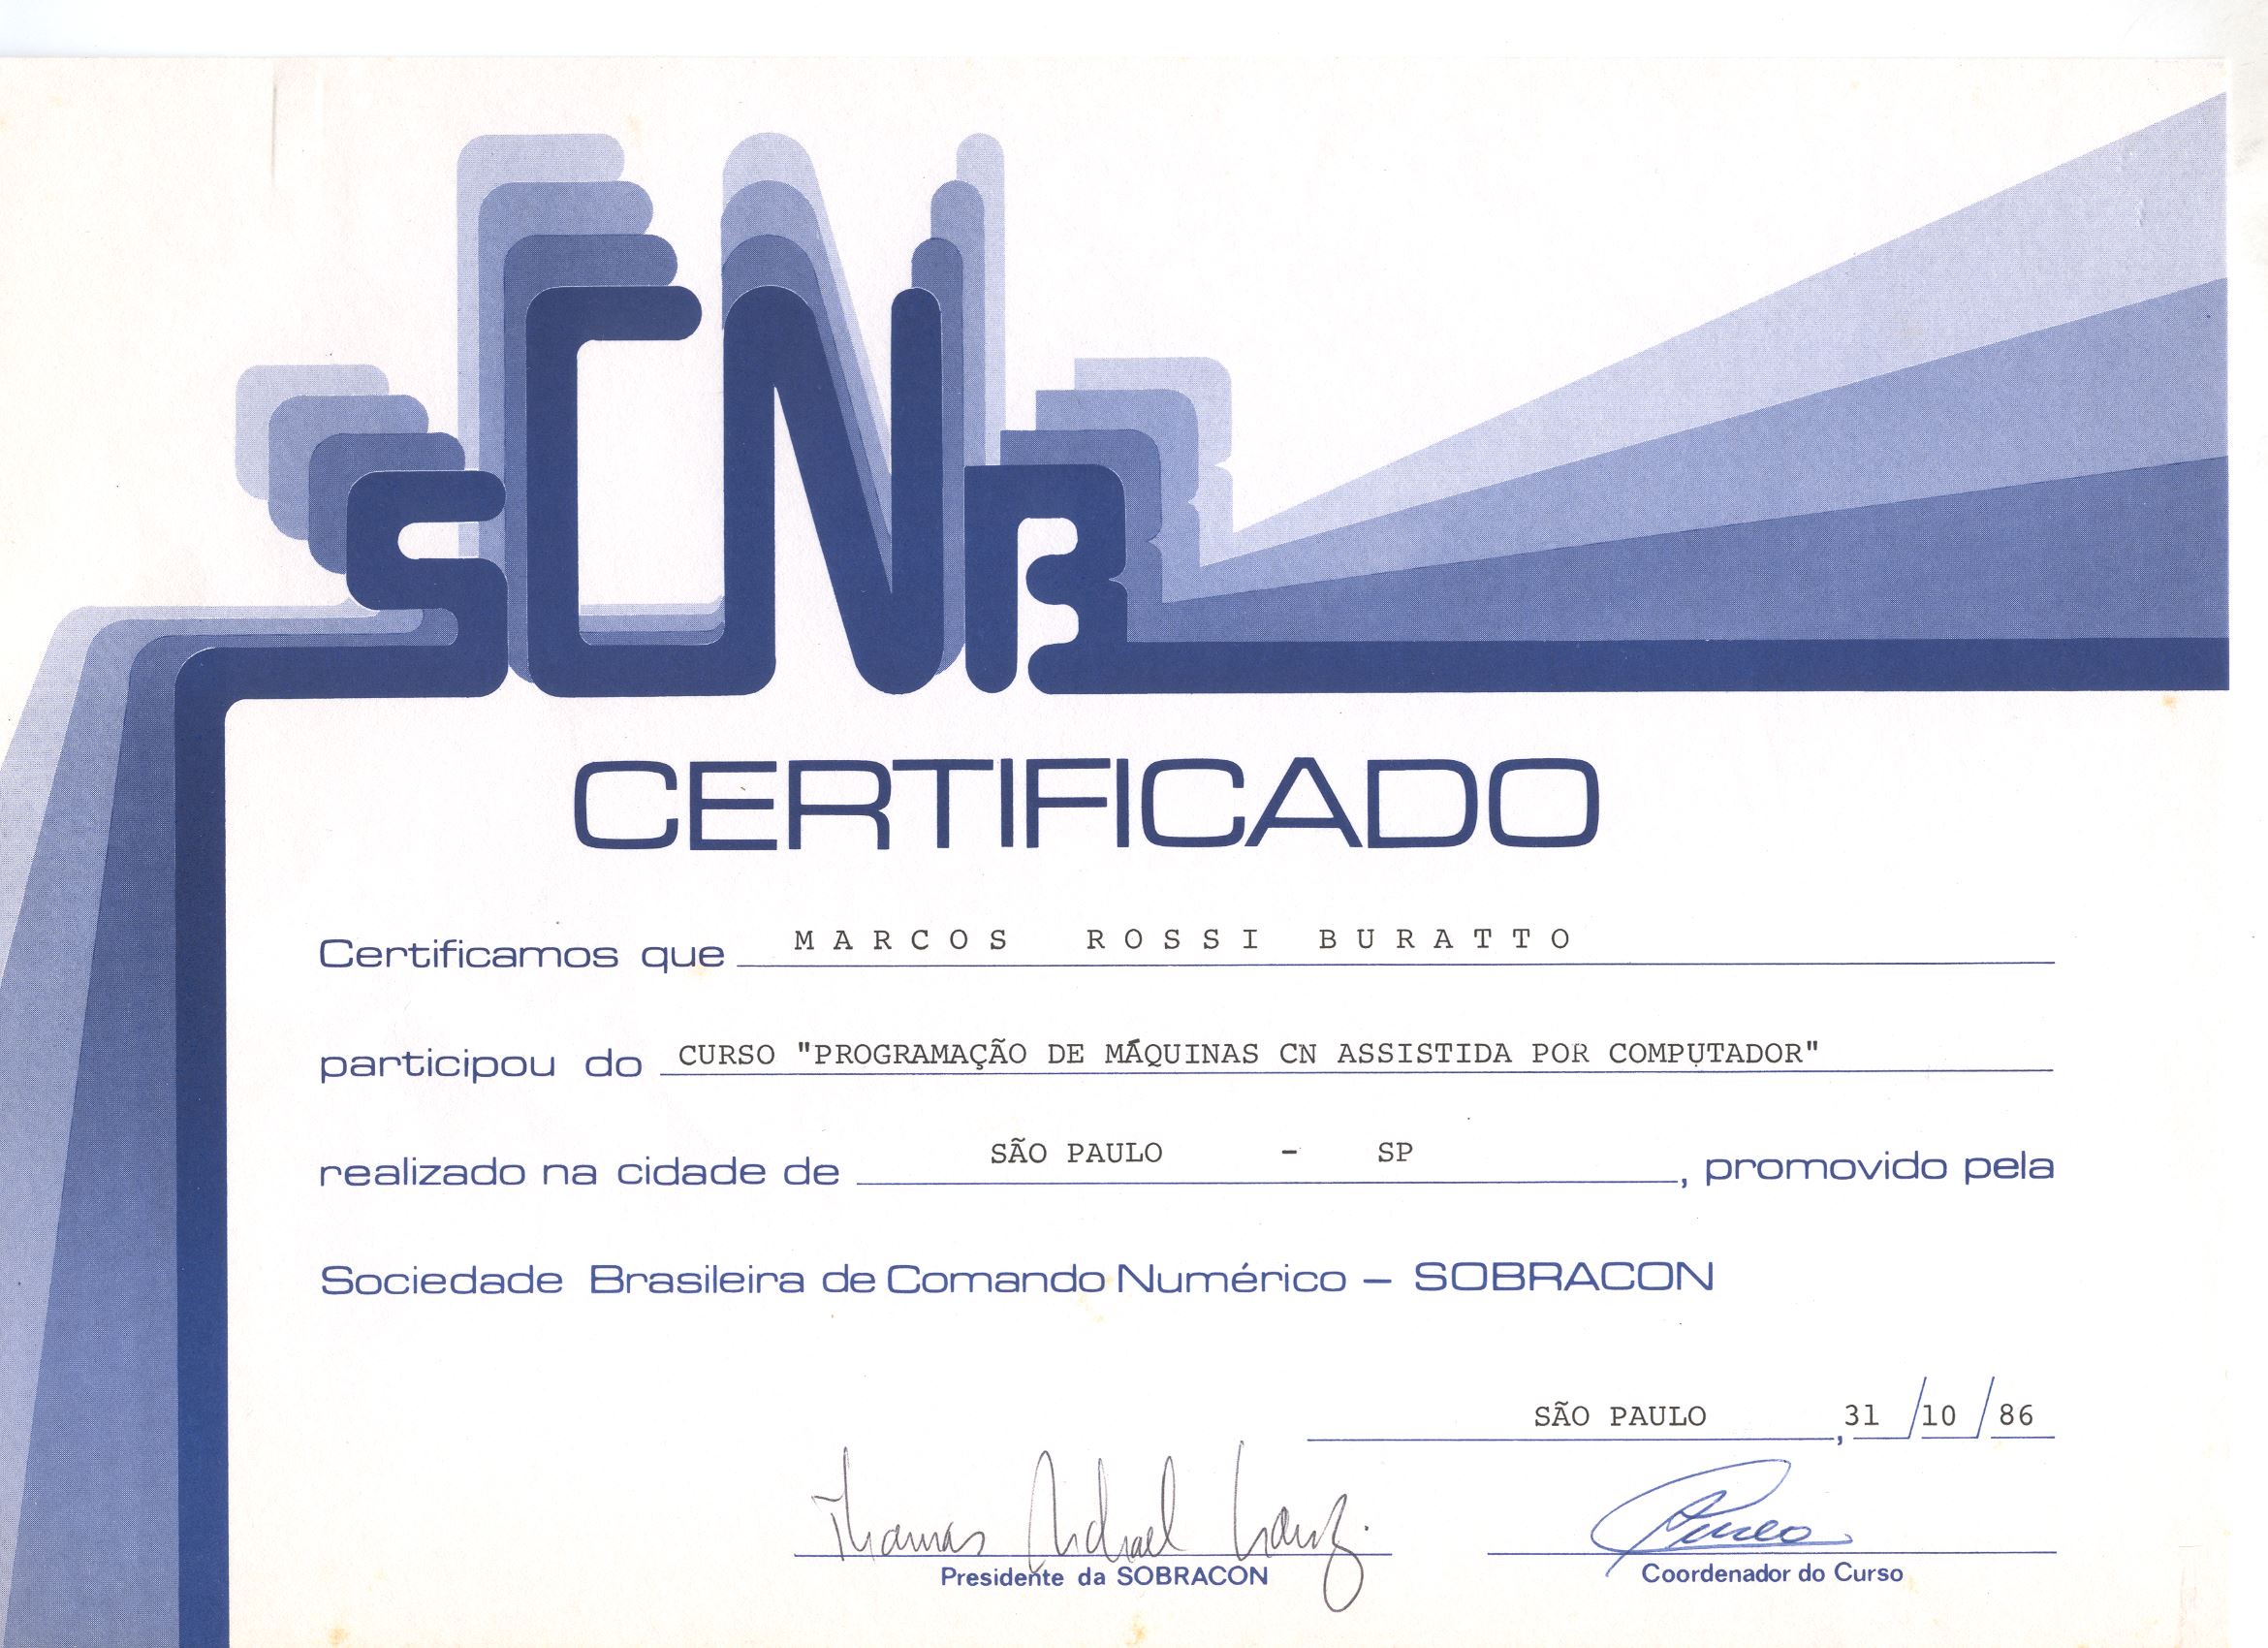 SCNB
CERTIFICADO
Certificamos que MARCOS ROSSI BURATTO
participou do CURSO "PROGRAMAÇÃO DE MÁQUINAS CN ASSISTIDA POR COMPUTADOR"
realizado na cidade de SÃO PAULO - SP, promovido pela
Sociedade Brasileira de Comando Numérico – SOBRACON
SÃO PAULO, 31/10/86
Thomas Michael
Presidente da SOBRACON
Coordenador do Curso